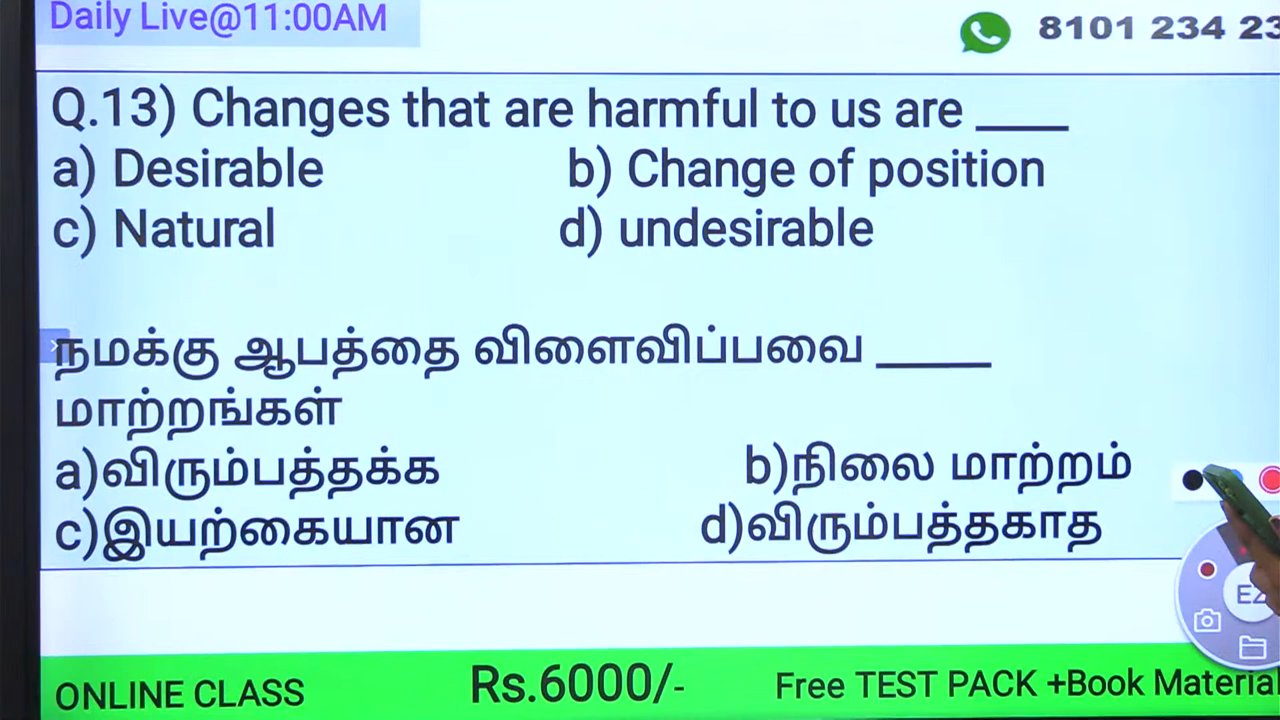 Daily Live@11:00AM
8101 234 23
Q.13) Changes that are harmful to us are ____
a) Desirable b) Change of position
c) Natural d) undesirable
நமக்கு ஆபத்தை விளைவிப்பவை _____
மாற்றங்கள்
a)விரும்பத்தக்க b)நிலை மாற்றம்
c)இயற்கையான d)விரும்பத்தகாத
ONLINE CLASS Rs.6000/- Free TEST PACK +Book Material